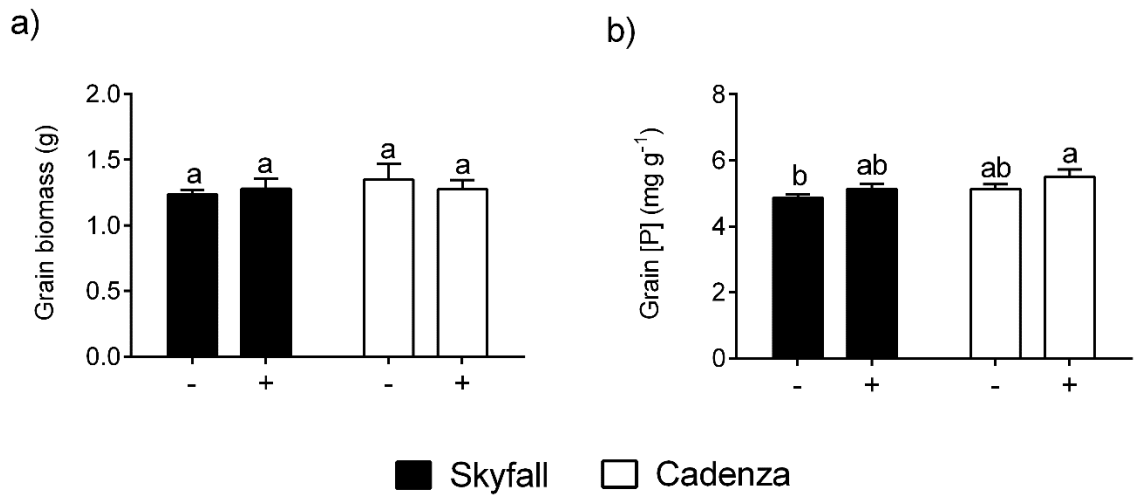 a)
Grain biomass (g)
2.0
1.5
1.0
0.5
0.0
a
a
a
a
-
+
-
+
b)
Grain [P] (mg g⁻¹)
8
6
4
2
0
b
ab
ab
a
-
+
-
+
Skyfall
Cadenza